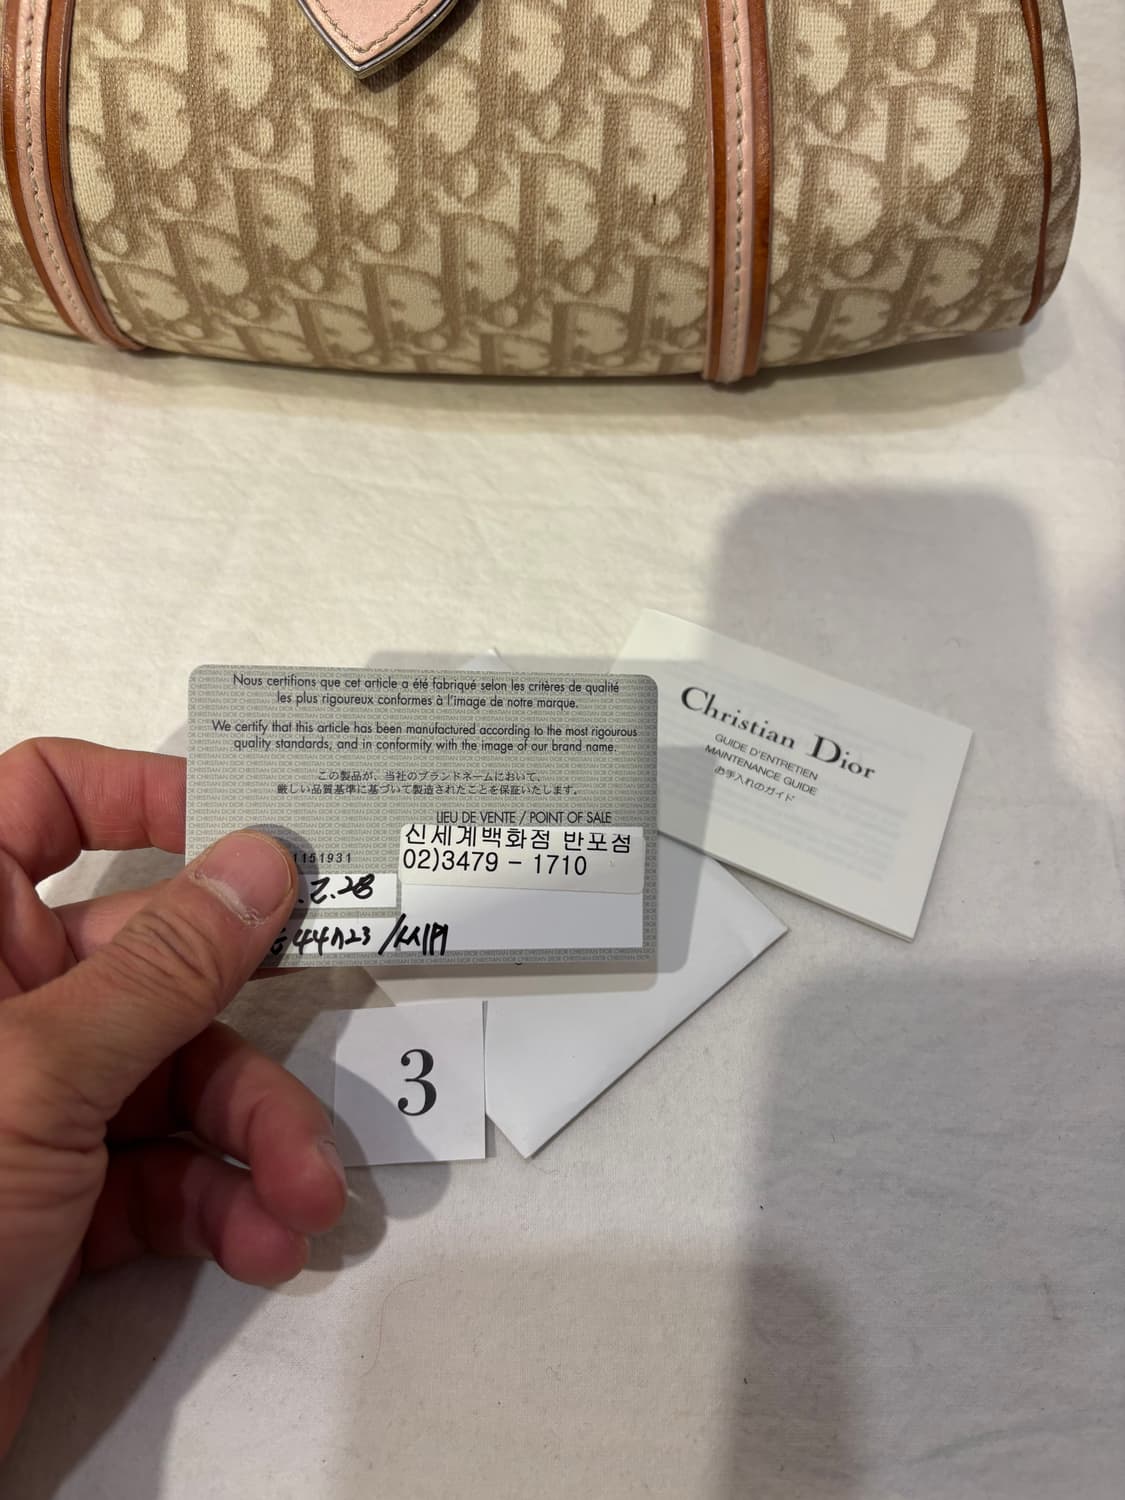 Nous certifions que cet article a été fabriqué selon les critères de qualité
les plus rigoureux conformes à l'image de notre marque.
We certify that this article has been manufactured according to the most rigourous
quality standards, and in conformity with the image of our brand name.
この製品が、当社のブランドネームにおいて、
厳しい品質基準に基づいて製造されたことを保証いたします。
LIEU DE VENTE / POINT OF SALE
신세계백화점 반포점
02)3479 - 1710
1151931
.2.28
44023 /시페
Christian Dior
GUIDE D'ENTRETIEN
MAINTENANCE GUIDE
お手入れのガイド
3